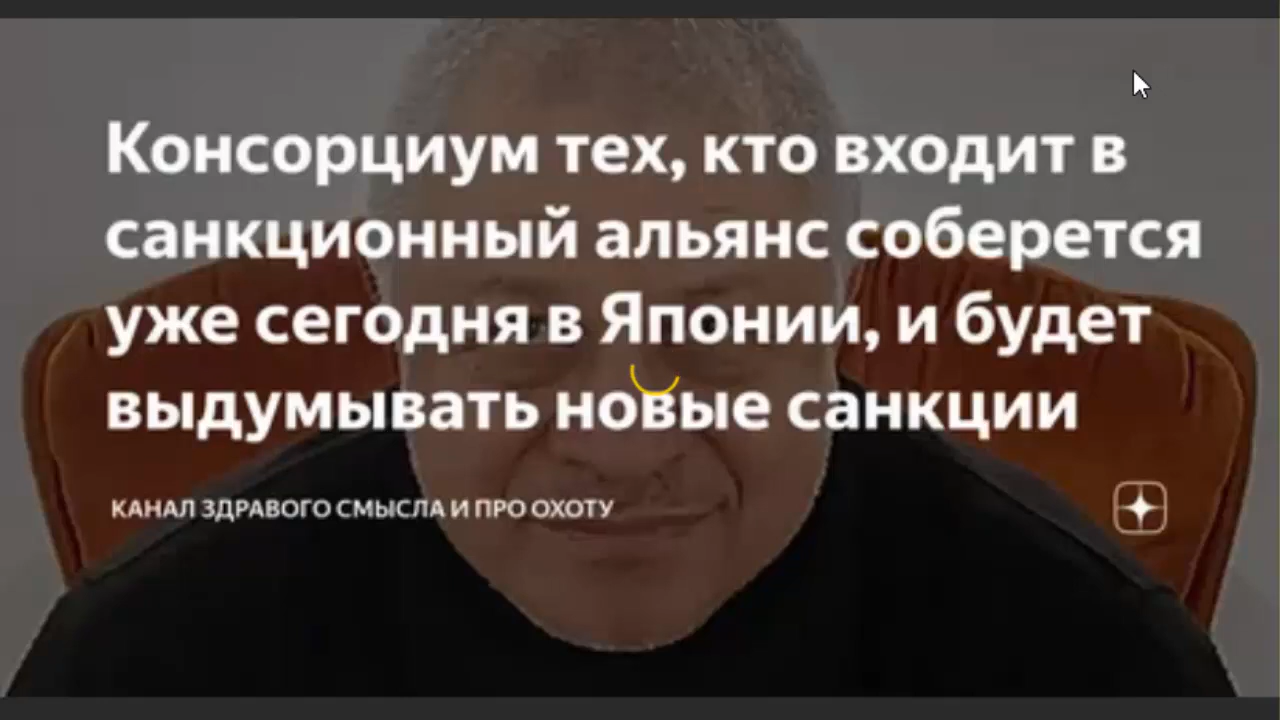 Консорциум тех, кто входит в
санкционный альянс соберется
уже сегодня в Японии, и будет
выдумывать новые санкции
КАНАЛ ЗДРАВОГО СМЫСЛА И ПРО ОХОТУ